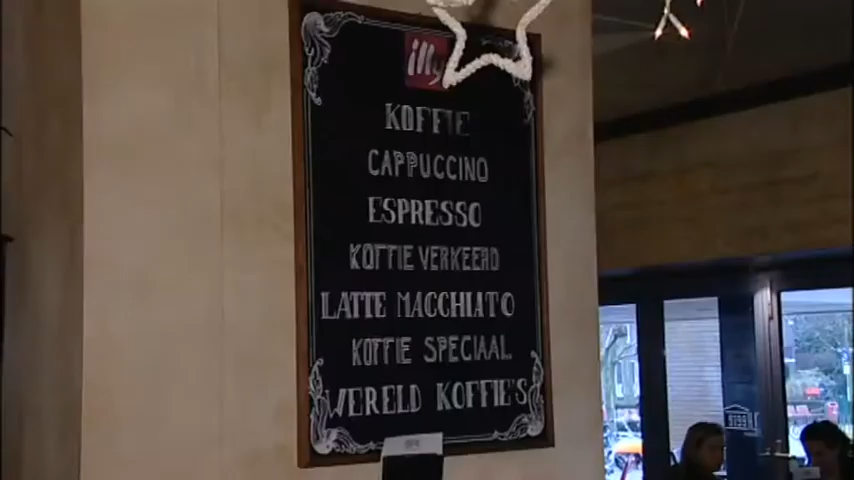 illy
KOFFIE
CAPPUCCINO
ESPRESSO
KOFFIE VERKEERD
LATTE MACCHIATO
KOFFIE SPECIAAL
WERELD KOFFIE'S